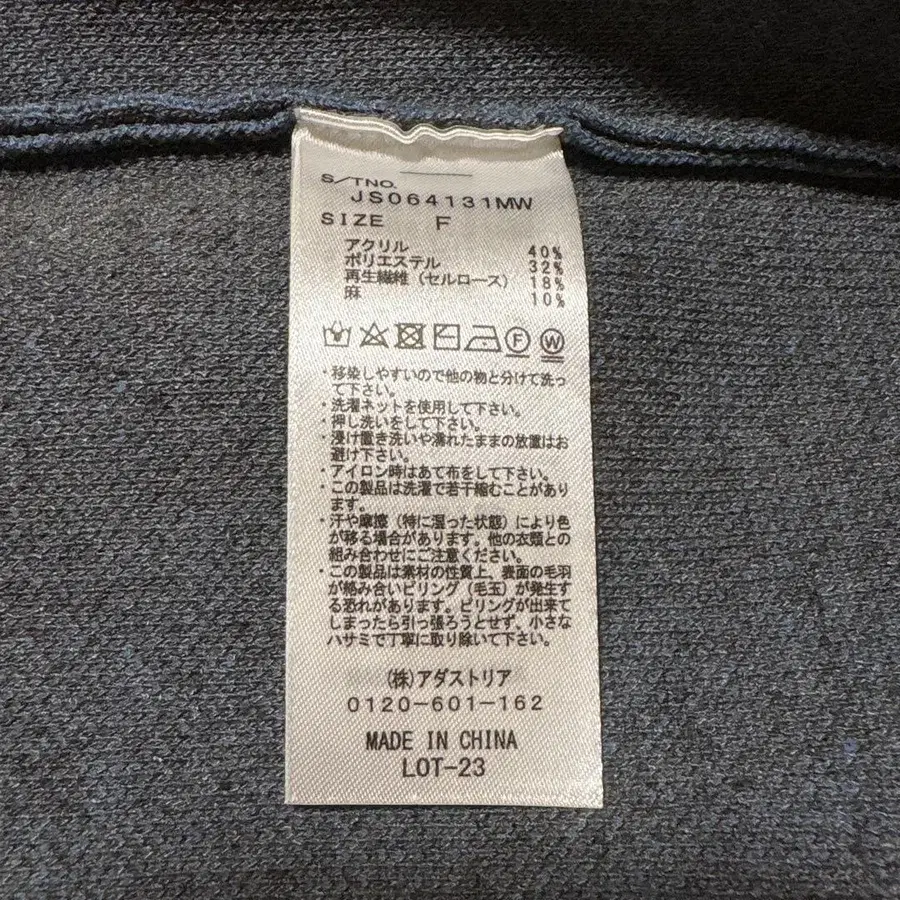 S/TNO.
JS064131MW
SIZE F
アクリル 40%
ポリエステル 32%
再生繊維（セルロース） 18%
麻 10%
F W
・移染しやすいので他の物と分けて洗っ
て下さい。
・洗濯ネットを使用して下さい。
・押し洗いをして下さい。
・浸け置き洗いや濡れたままの放置はお
避け下さい。
・アイロン時はあて布をして下さい。
・この製品は洗濯で若干縮むことがあり
ます。
・汗や摩擦（特に湿った状態）により色
が移る場合があります。他の衣類との
組み合わせにご注意ください。
・この製品は素材の性質上、表面の毛羽
が絡み合いピリング（毛玉）が発生す
る恐れがあります。ピリングが出来て
しまったら引っ張ろうとせず、小さな
ハサミで丁寧に取り除いて下さい。
(株)アダストリア
0120-601-162
MADE IN CHINA
LOT-23